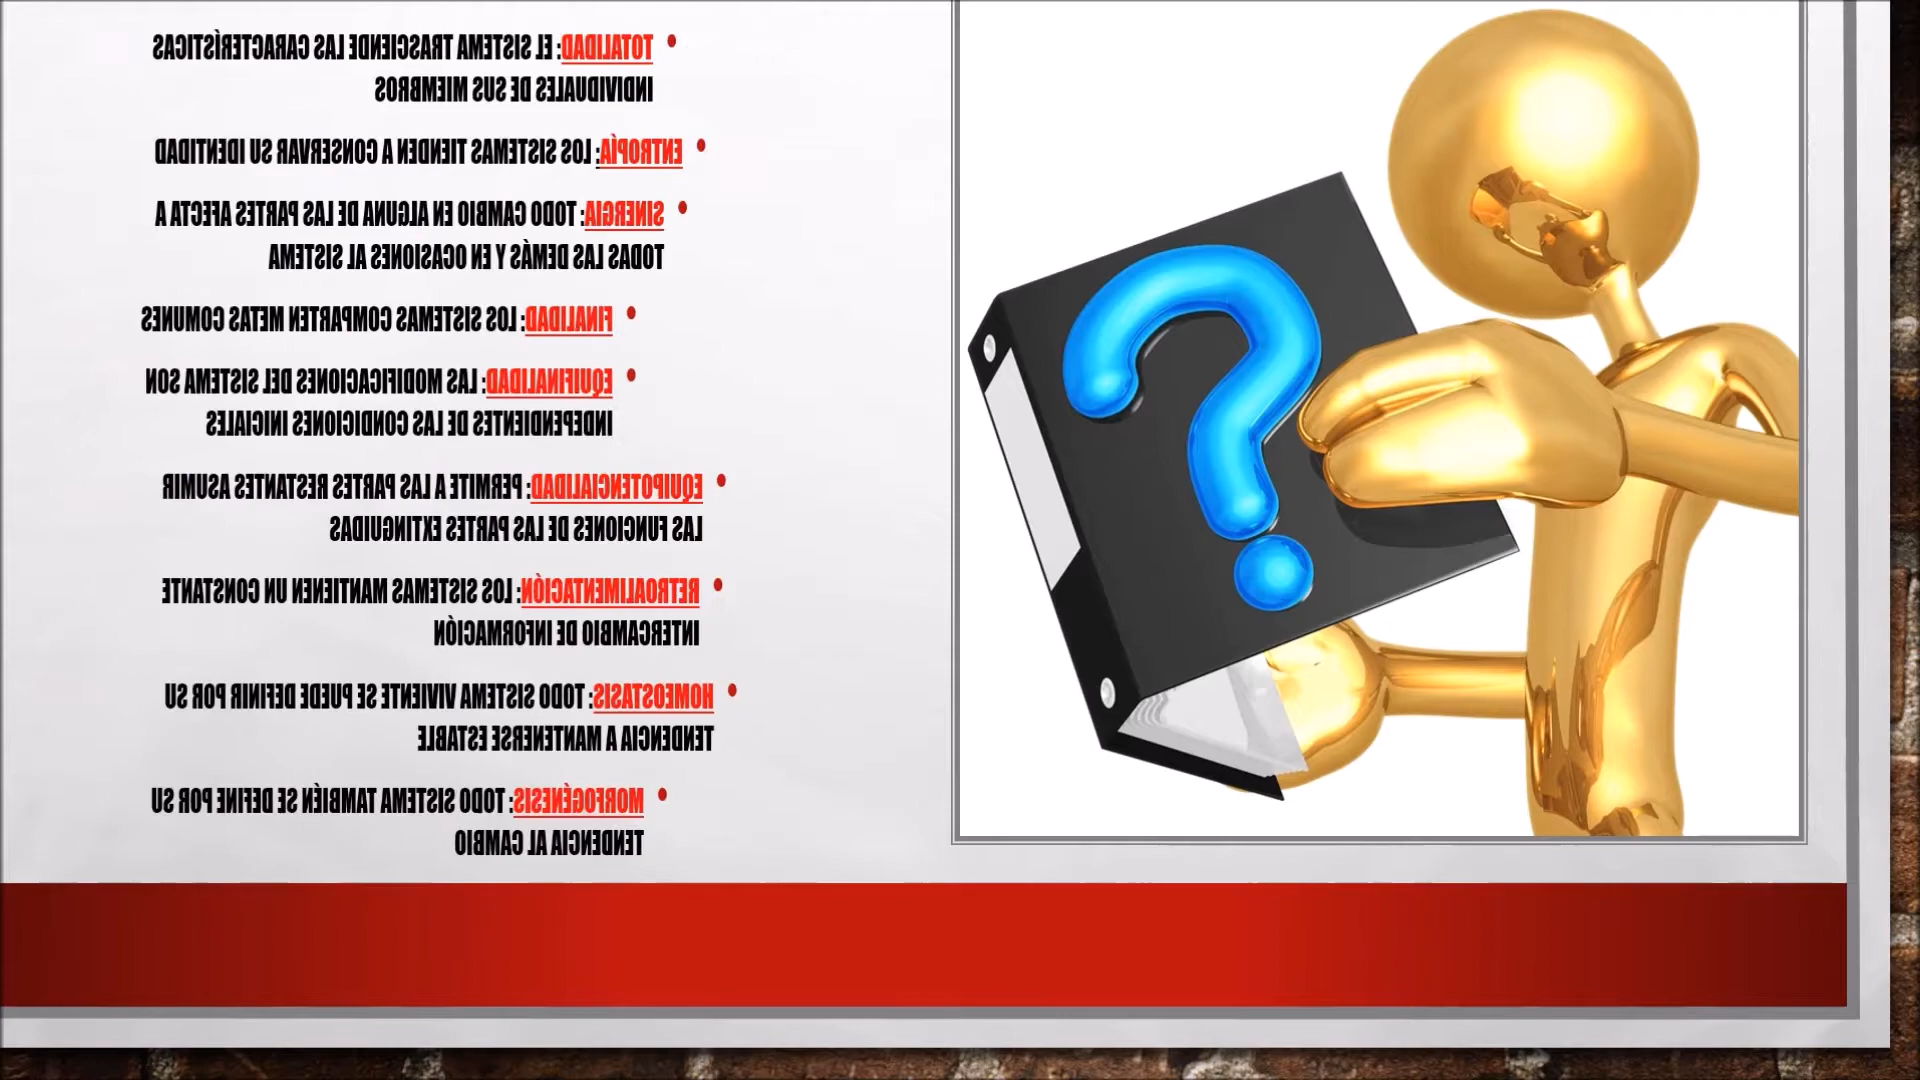 • TOTALIDAD: EL SISTEMA TRASCIENDE LAS CARACTERÍSTICAS
INDIVIDUALES DE SUS MIEMBROS
• ENTROPÍA: LOS SISTEMAS TIENDEN A CONSERVAR SU IDENTIDAD
• SINERGIA: TODO CAMBIO EN ALGUNA DE LAS PARTES AFECTA A
TODAS LAS DEMÁS Y EN OCASIONES AL SISTEMA
• FINALIDAD: LOS SISTEMAS COMPARTEN METAS COMUNES
• EQUIFINALIDAD: LAS MODIFICACIONES DEL SISTEMA SON
INDEPENDIENTES DE LAS CONDICIONES INICIALES
• EQUIPOTENCIALIDAD: PERMITE A LAS PARTES RESTANTES ASUMIR
LAS FUNCIONES DE LAS PARTES EXTINGUIDAS
• RETROALIMENTACIÓN: LOS SISTEMAS MANTIENEN UN CONSTANTE
INTERCAMBIO DE INFORMACIÓN
• HOMEOSTASIS: TODO SISTEMA VIVIENTE SE PUEDE DEFINIR POR SU
TENDENCIA A MANTENERSE ESTABLE
• MORFOGÉNESIS: TODO SISTEMA TAMBIÉN SE DEFINE POR SU
TENDENCIA AL CAMBIO
?